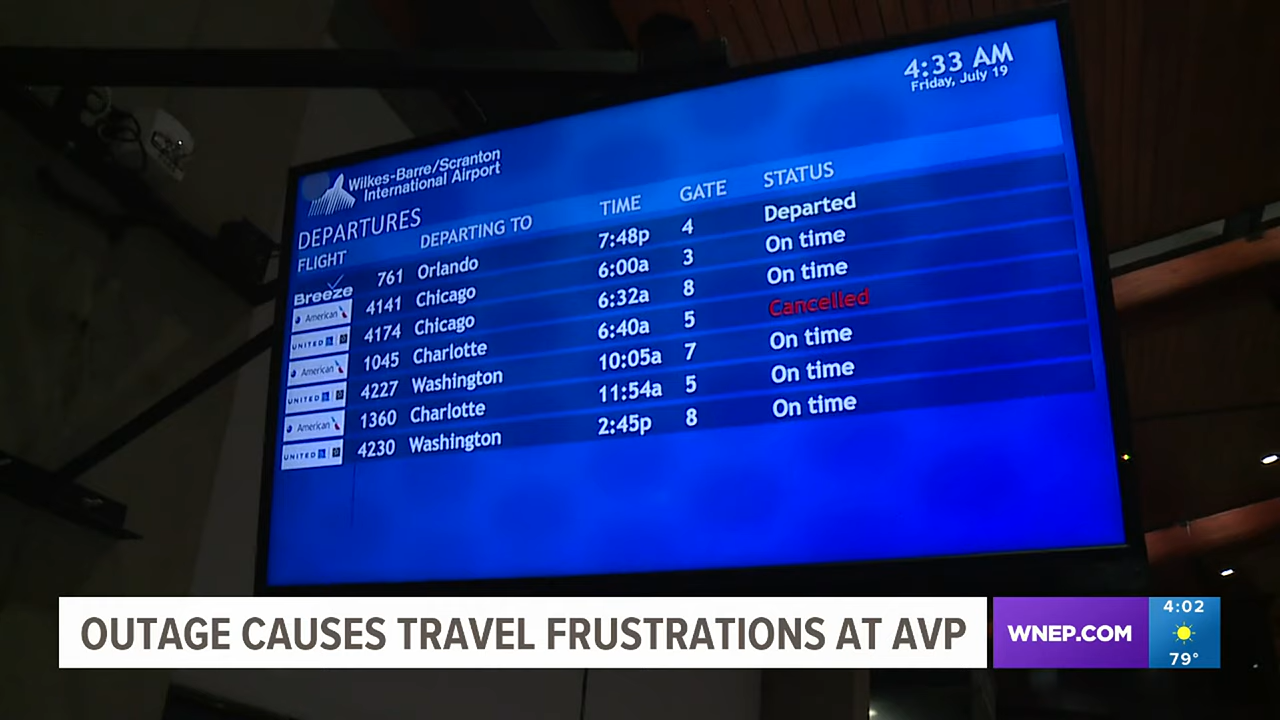 4:33 AM
Friday, July 19
Wilkes-Barre/Scranton
International Airport
DEPARTURES
FLIGHT DEPARTING TO TIME GATE STATUS
Breeze 761 Orlando 7:48p 4 Departed
American 4141 Chicago 6:00a 3 On time
UNITED 4174 Chicago 6:32a 8 On time
American 1045 Charlotte 6:40a 5 Cancelled
UNITED 4227 Washington 10:05a 7 On time
American 1360 Charlotte 11:54a 5 On time
UNITED 4230 Washington 2:45p 8 On time
OUTAGE CAUSES TRAVEL FRUSTRATIONS AT AVP
WNEP.COM
4:02
79°